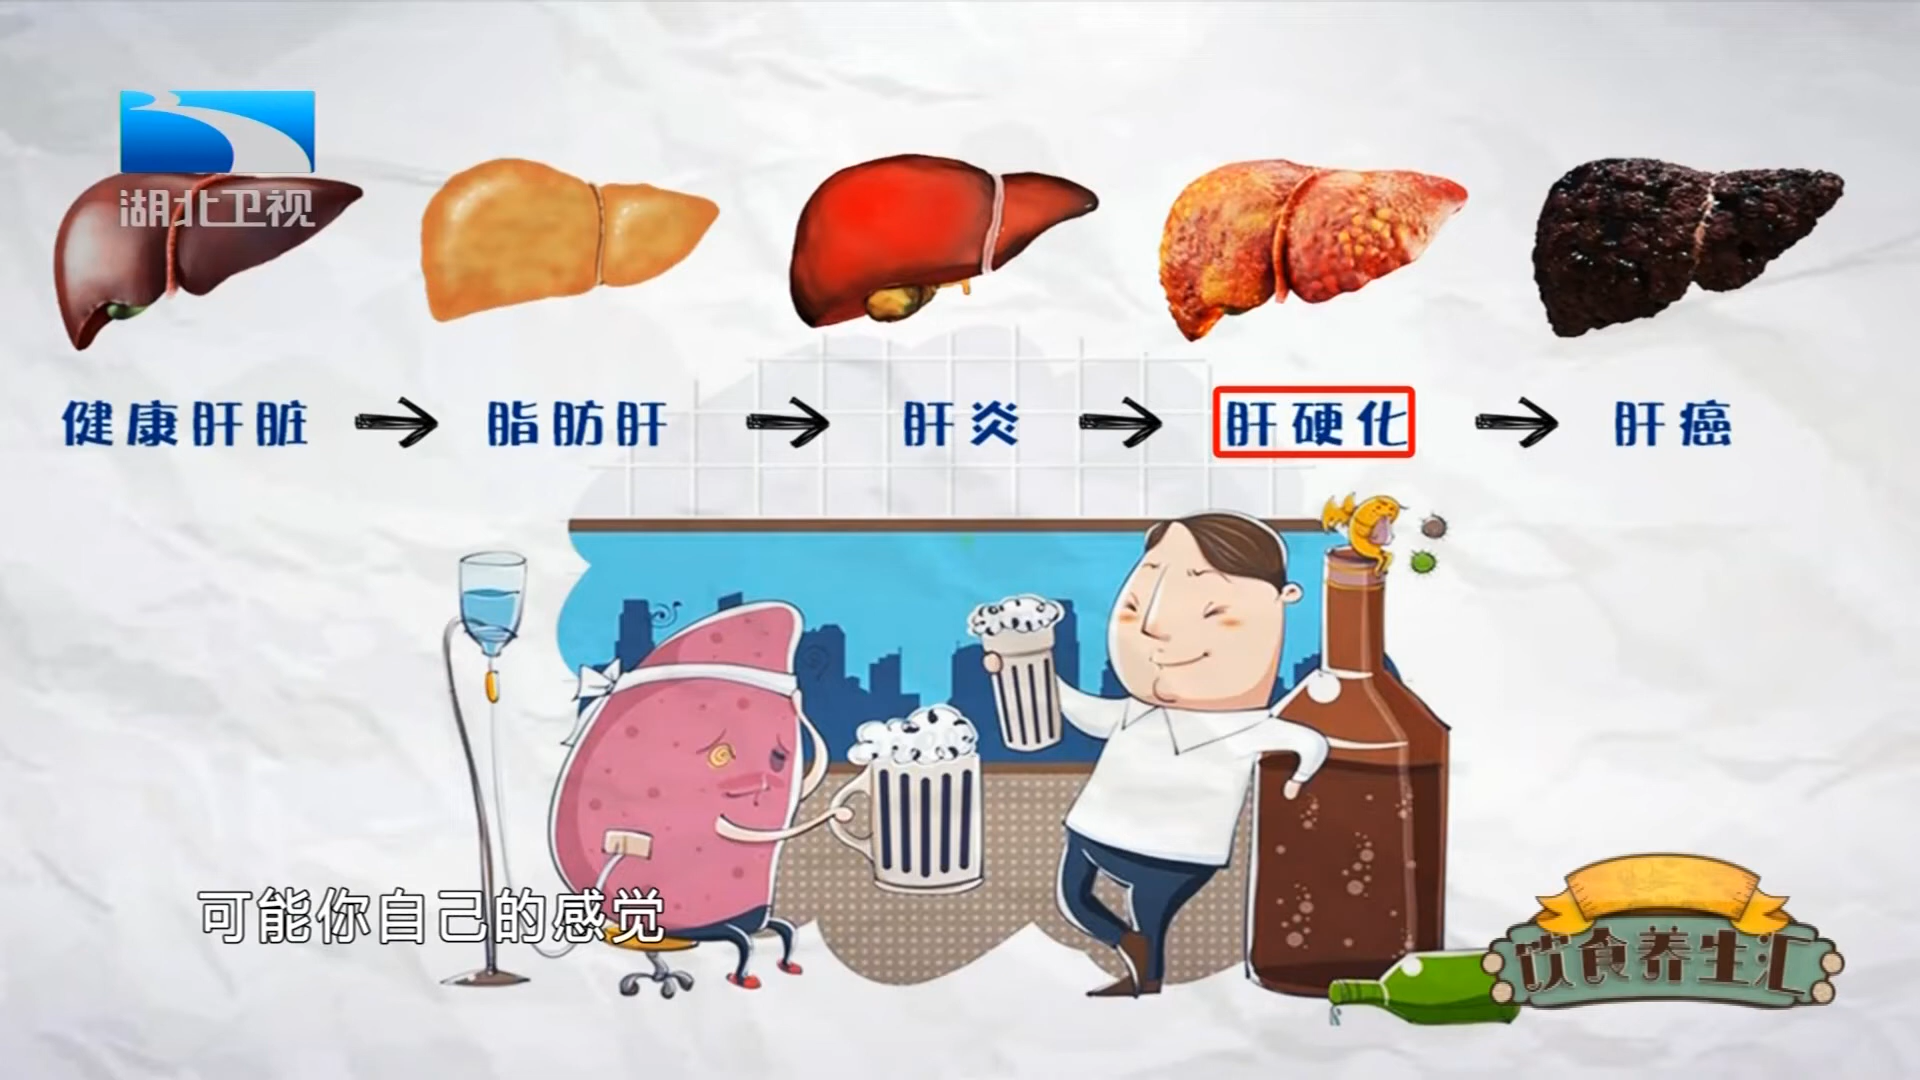 湖北卫视
健康肝脏 → 脂肪肝 → 肝炎 → 肝硬化 → 肝癌
可能你自己的感觉
饮食养生汇